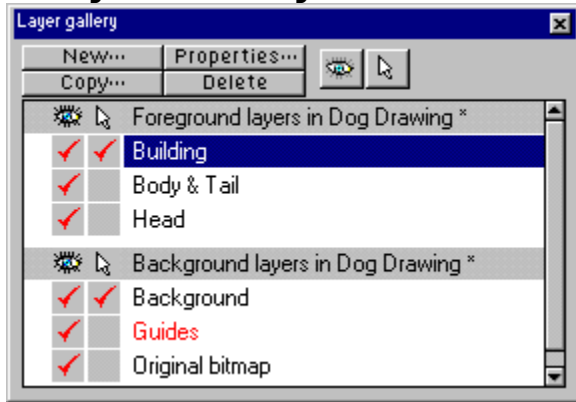 Layer gallery
New... Properties...
Copy... Delete
Foreground layers in Dog Drawing *
Building
Body & Tail
Head
Background layers in Dog Drawing *
Background
Guides
Original bitmap